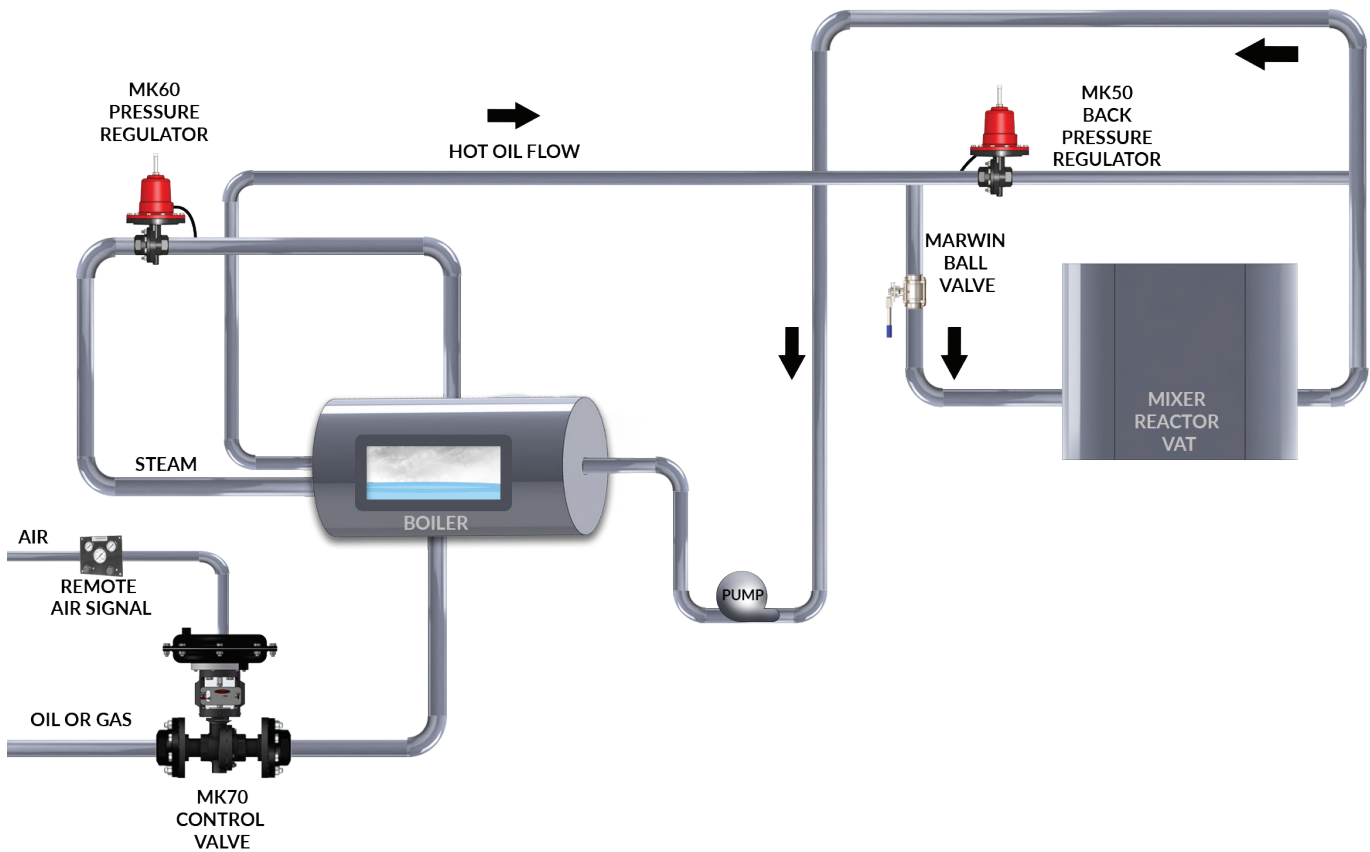 MK60
PRESSURE
REGULATOR
HOT OIL FLOW
MK50
BACK
PRESSURE
REGULATOR
MARWIN
BALL
VALVE
MIXER
REACTOR
VAT
STEAM
BOILER
AIR
REMOTE
AIR SIGNAL
PUMP
OIL OR GAS
MK70
CONTROL
VALVE